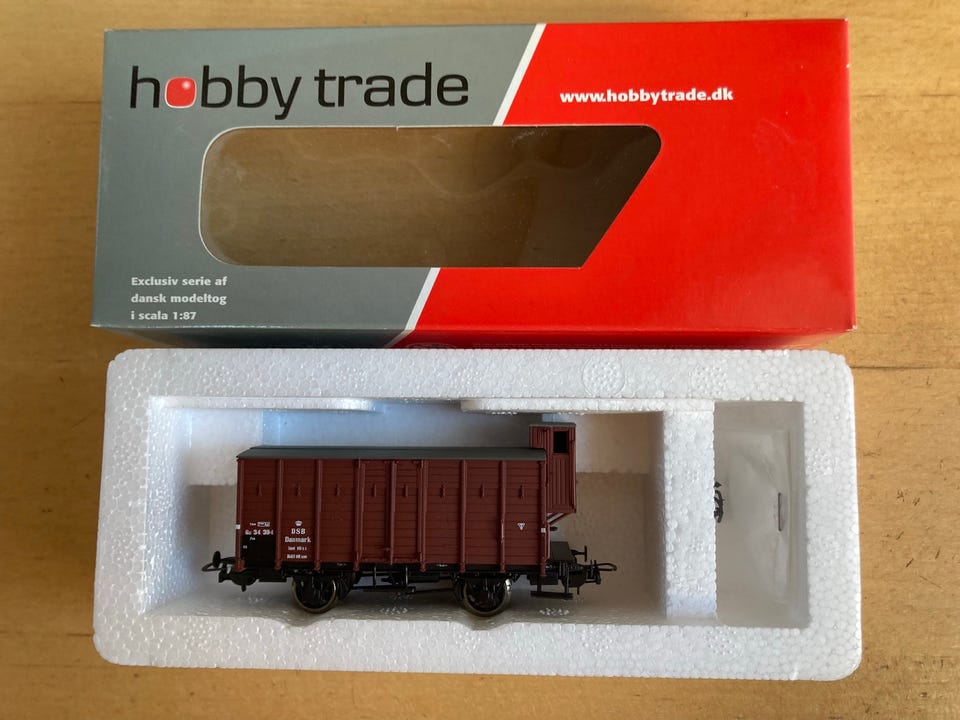 hobby trade
www.hobbytrade.dk
Exclusiv serie af
dansk modeltog
i scala 1:87
DSB
Danmark